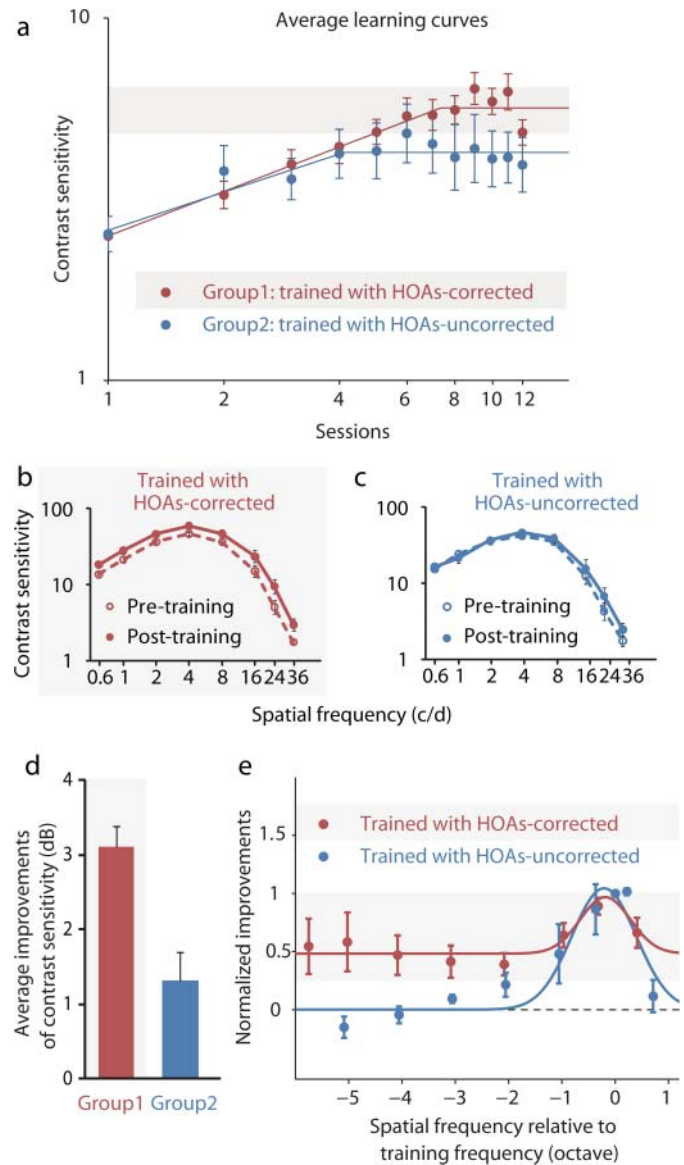 a
Average learning curves
10
1
Contrast sensitivity
Group1: trained with HOAs-corrected
Group2: trained with HOAs-uncorrected
1 2 4 6 8 10 12
Sessions
b
Trained with
HOAs-corrected
Contrast sensitivity
100
10
1
Pre-training
Post-training
0.6 1 2 4 8 16 24 36
c
Trained with
HOAs-uncorrected
100
10
1
Pre-training
Post-training
0.6 1 2 4 8 16 24 36
Spatial frequency (c/d)
d
Average improvements
of contrast sensitivity (dB)
4
3
2
1
0
Group1 Group2
e
Normalized improvements
1.5
1
0.5
0
Trained with HOAs-corrected
Trained with HOAs-uncorrected
−5 −4 −3 −2 −1 0 1
Spatial frequency relative to
training frequency (octave)